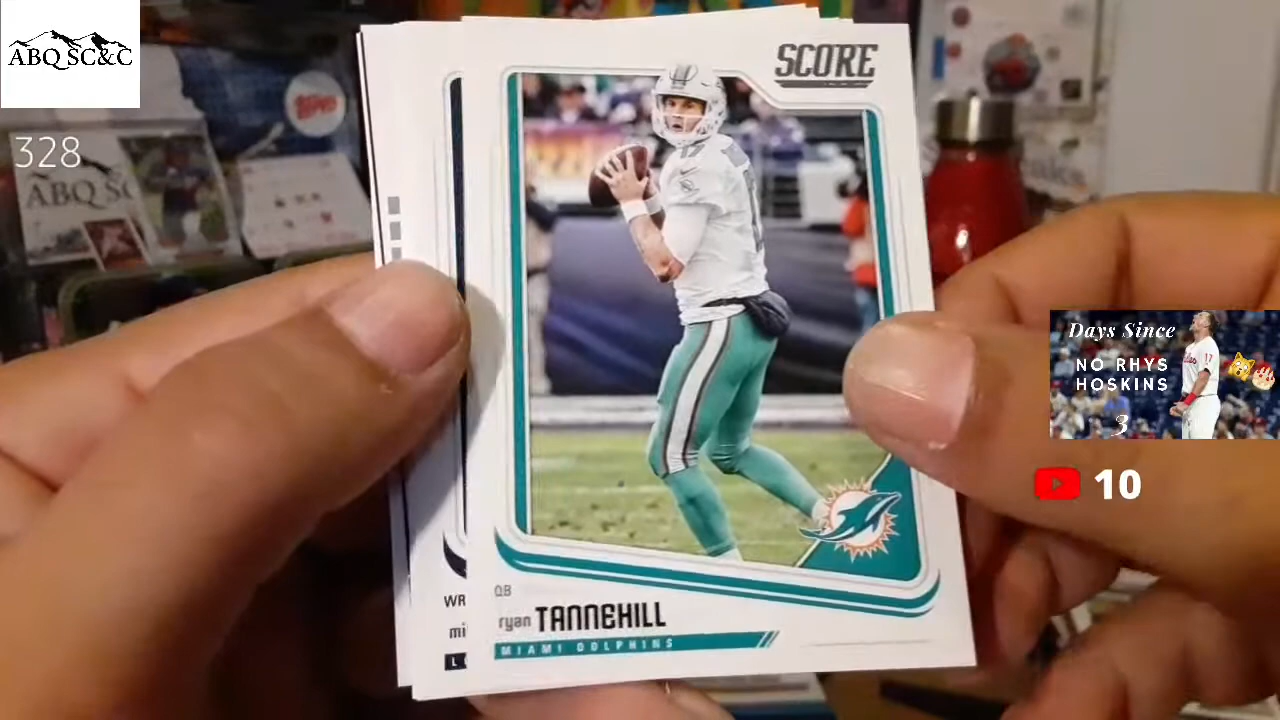 ABQ SC&C
328
ABQ SC
Topps
SCORE
17
Days Since
NO RHYS
HOSKINS
3
10
WR
QB
mi
ryan TANNEHILL
MIAMI DOLPHINS